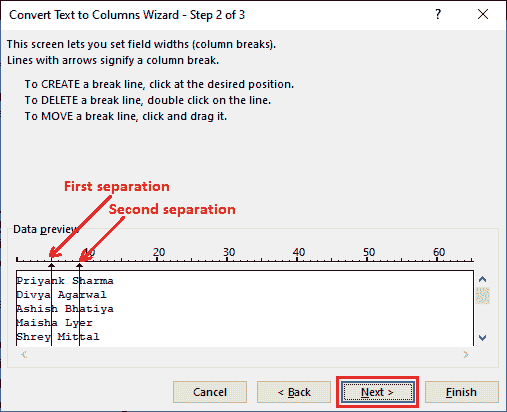 Convert Text to Columns Wizard - Step 2 of 3 ? ×
This screen lets you set field widths (column breaks).
Lines with arrows signify a column break.
To CREATE a break line, click at the desired position.
To DELETE a break line, double click on the line.
To MOVE a break line, click and drag it.
First separation
Second separation
Data preview
10 20 30 40 50 60
Priyank Sharma
Divya Agarwal
Ashish Bhatiya
Maisha Lyer
Shrey Mittal
Cancel < Back Next > Finish